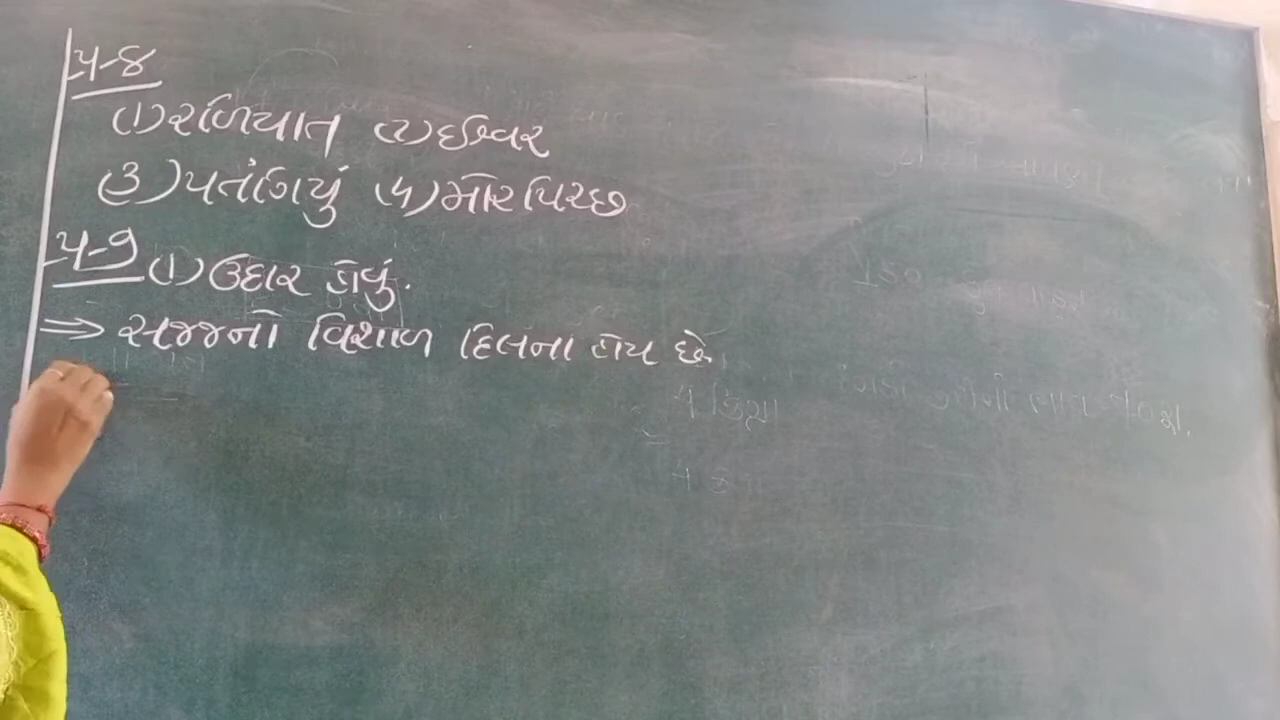 પ-૪
(૧)રળિયાત (૨)ઈશ્વર
(૩)પતંગિયું (૪)મોરપિચ્છ
પ-૭ (૧)ઉદાર હોવું.
⇒ સજ્જનો વિશાળ દિલના હોય છે.